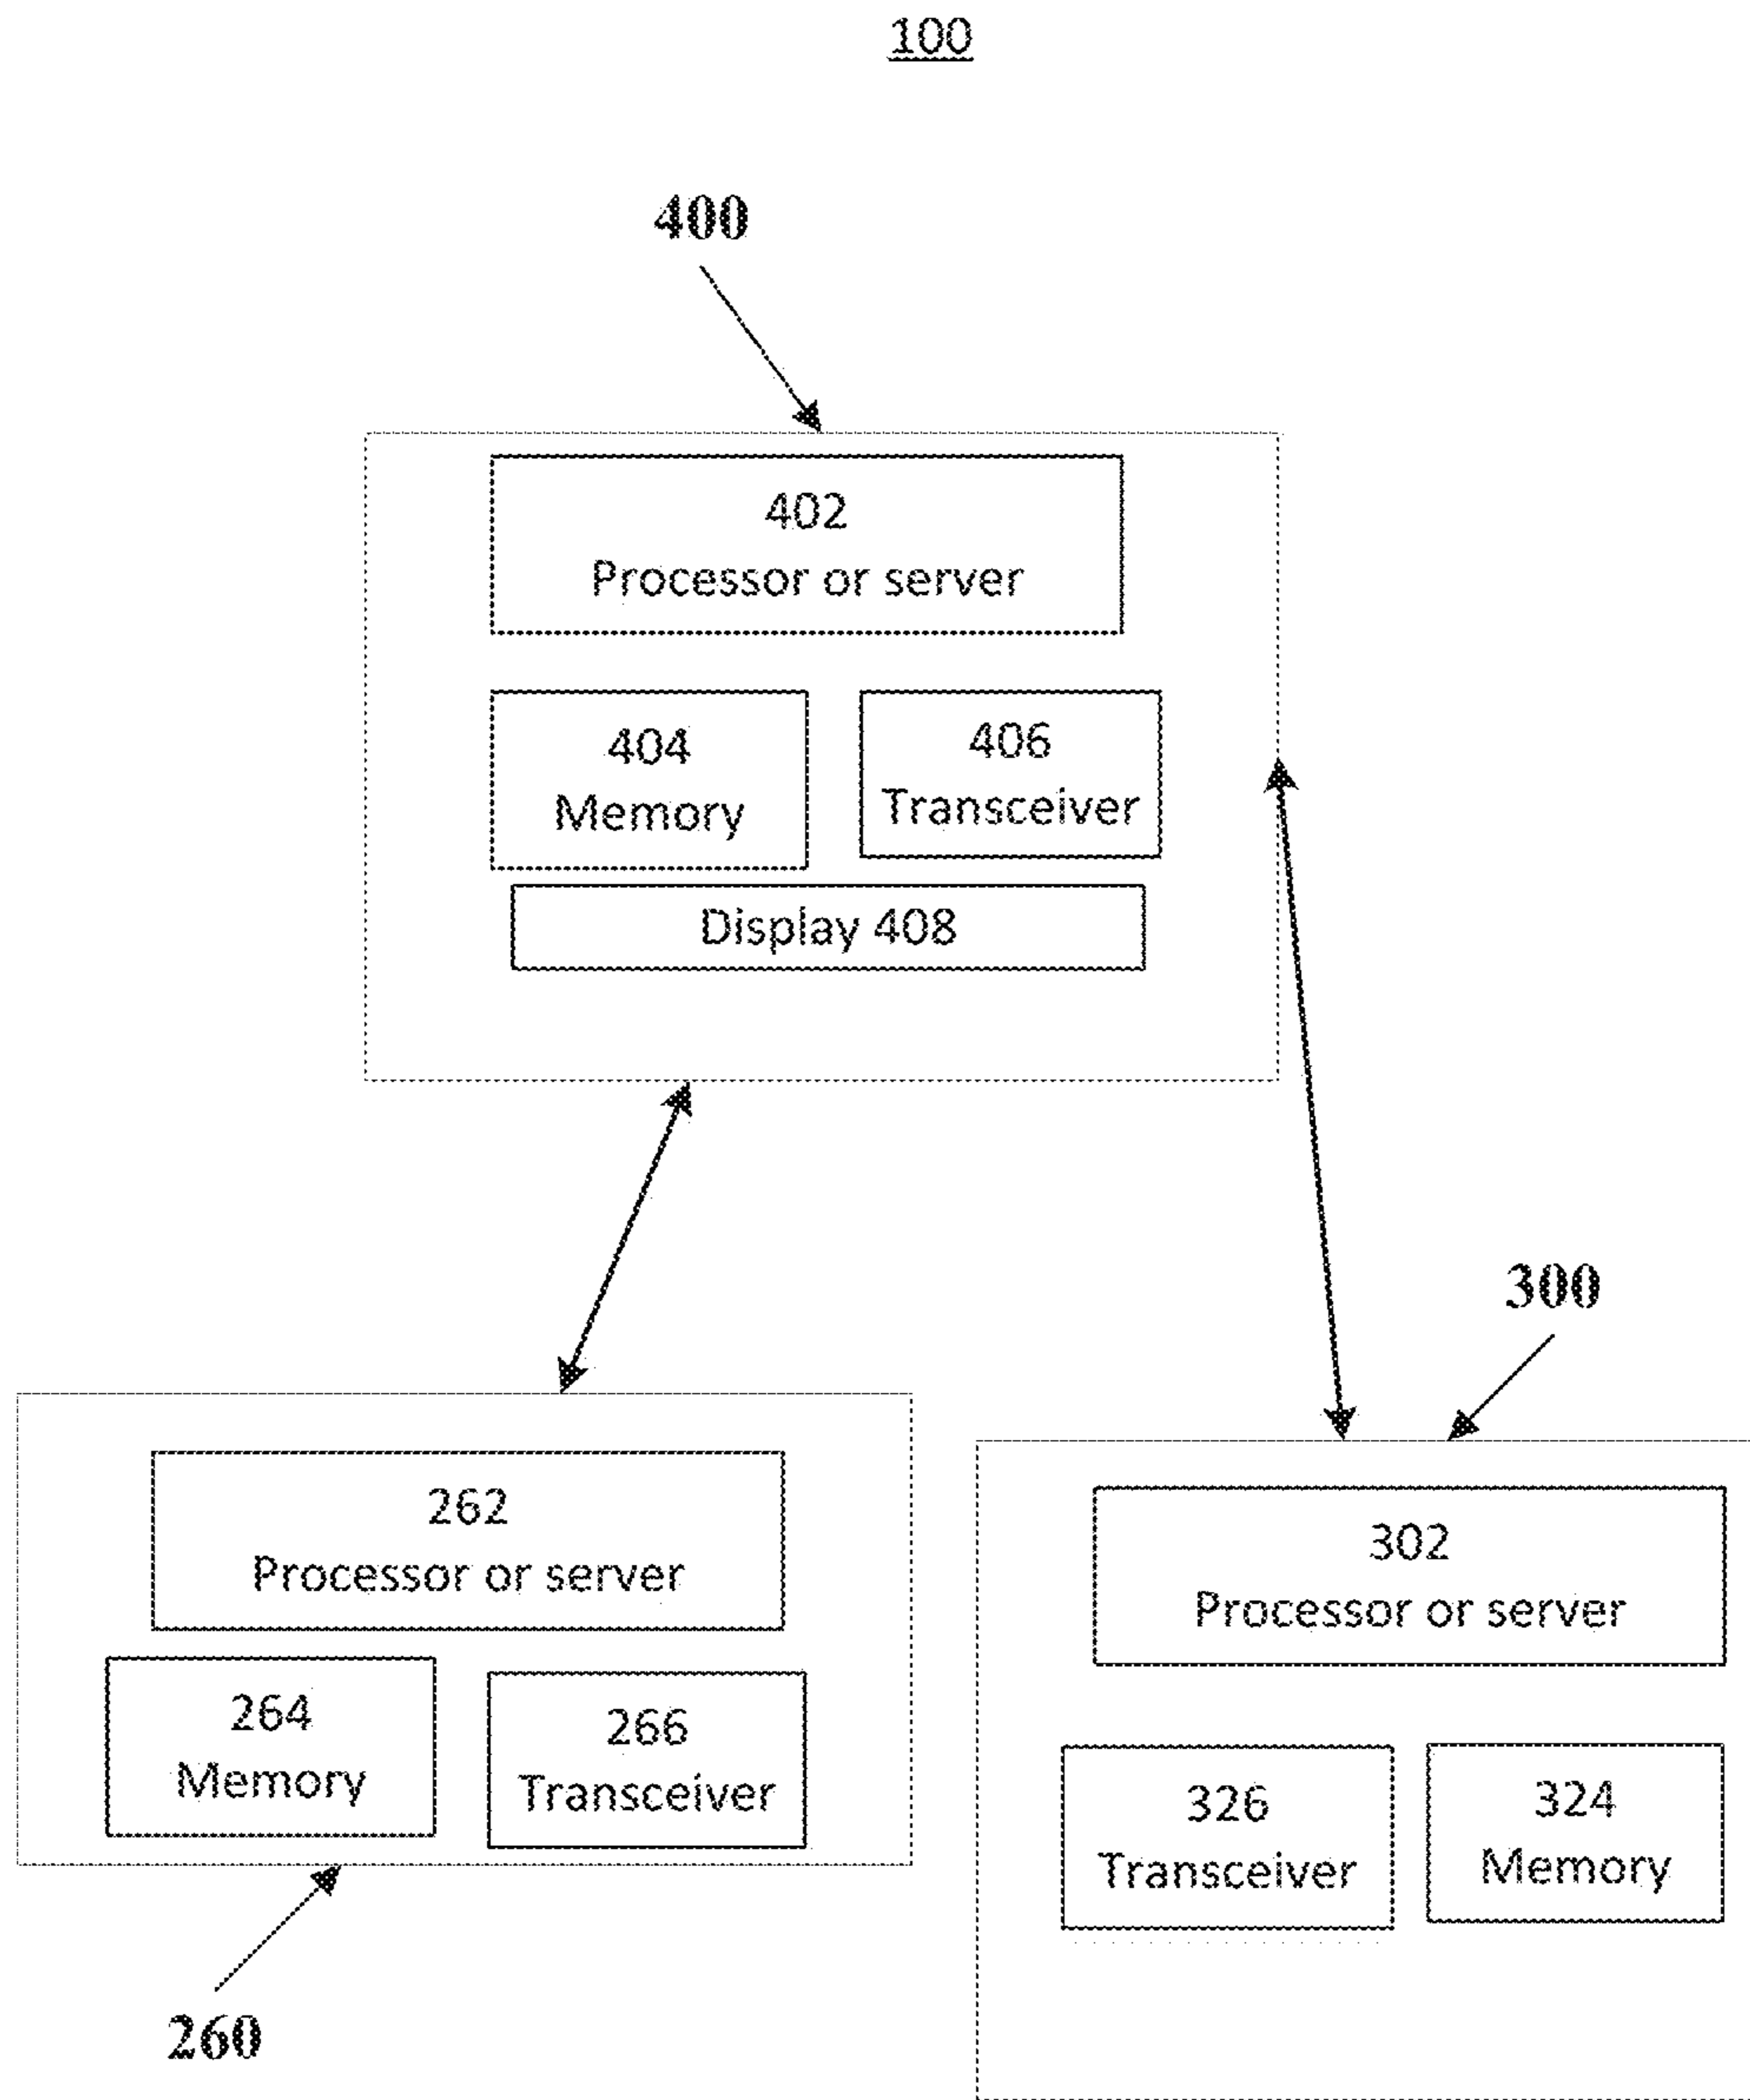 100
400
402
Processor or server
404
Memory
406
Transceiver
Display 408
300
262
Processor or server
264
Memory
266
Transceiver
302
Processor or server
326
Transceiver
324
Memory
260